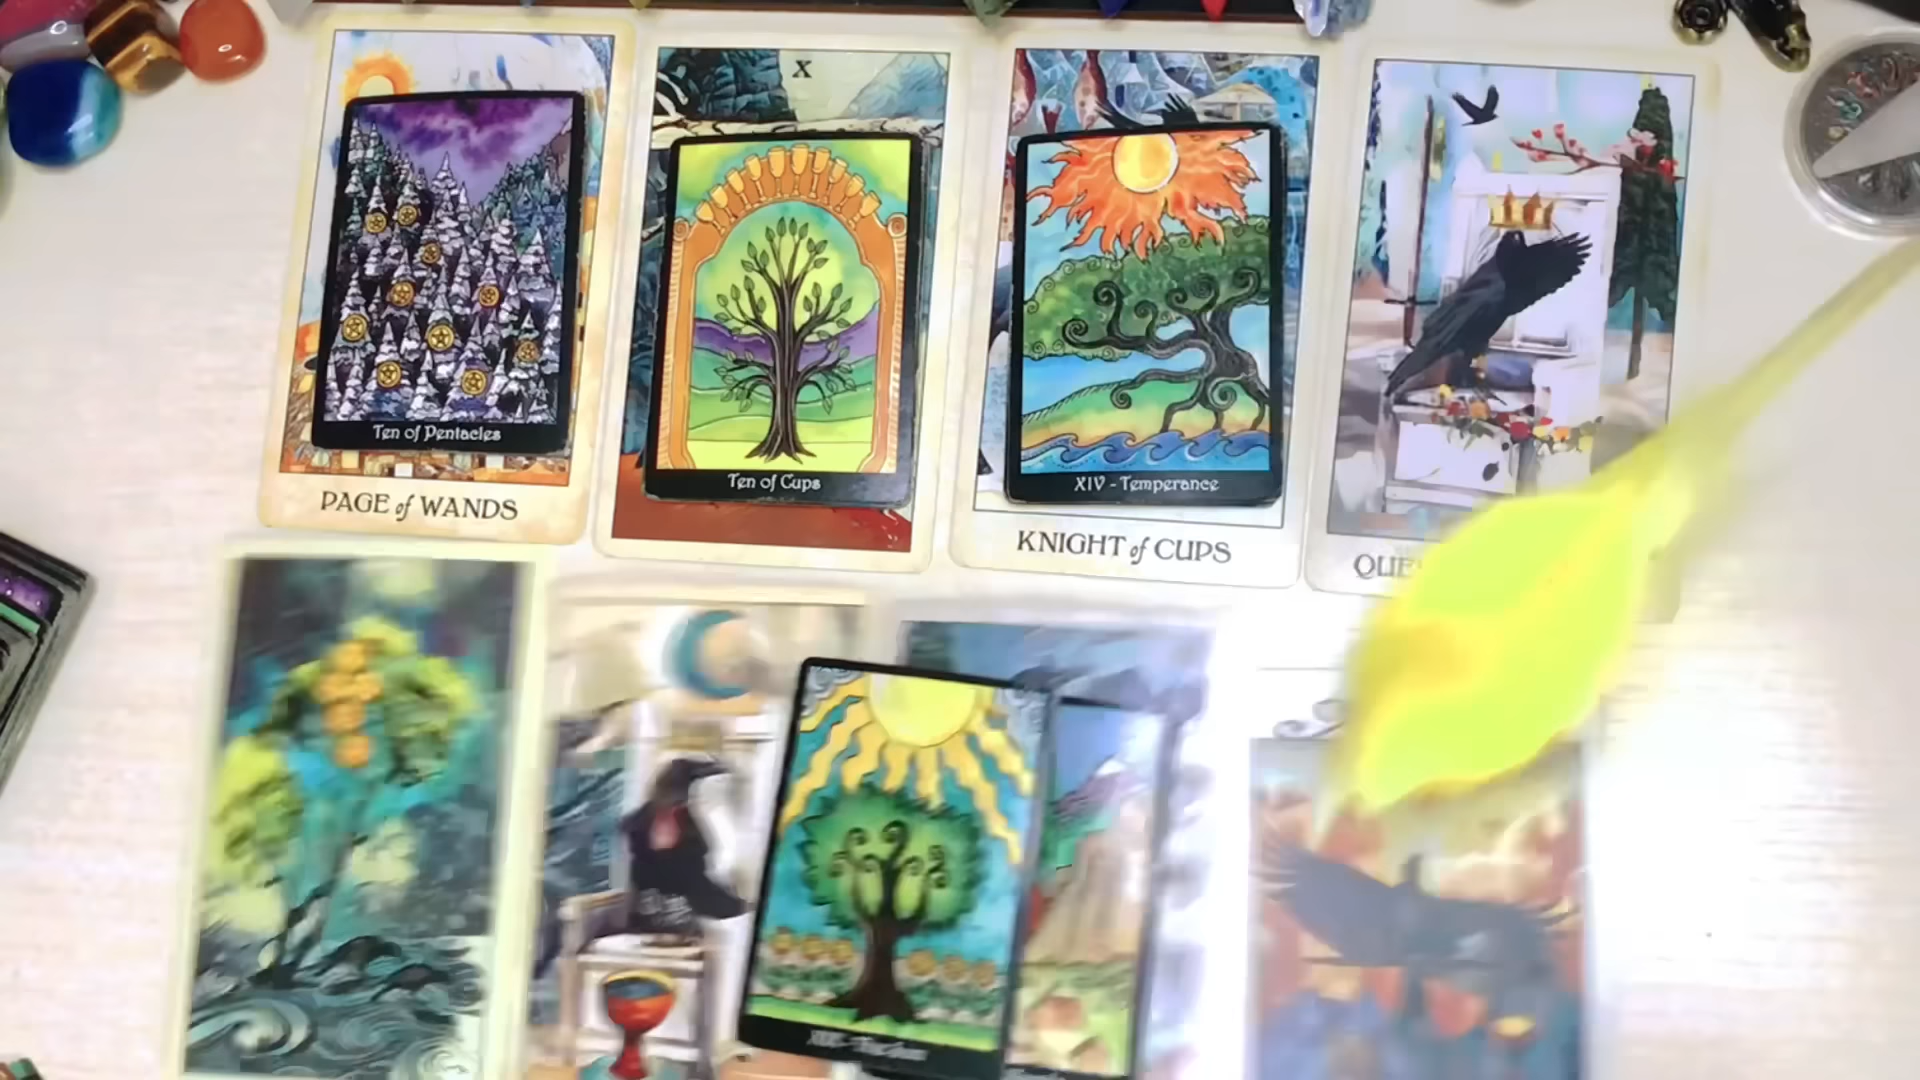 X
Ten of Pentacles
Ten of Cups
XIV - Temperance
PAGE of WANDS
KNIGHT of CUPS